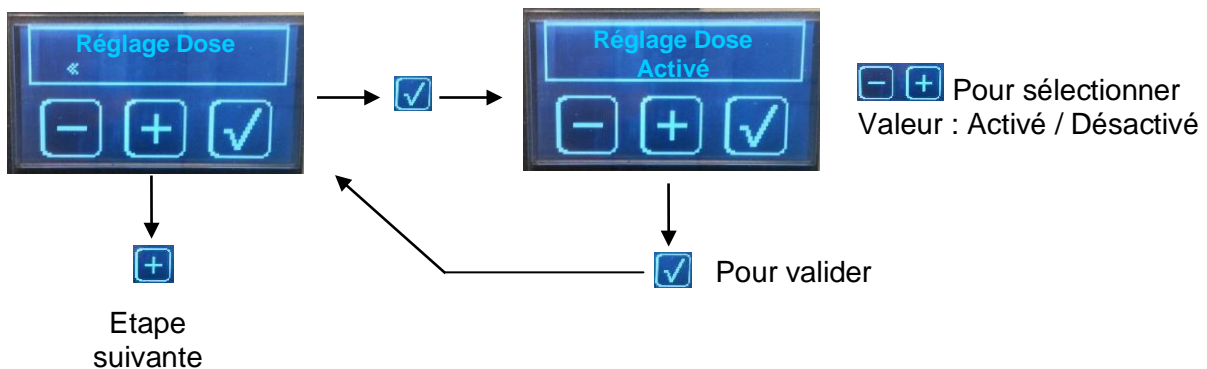 Réglage Dose
«
Réglage Dose
Activé
Pour sélectionner
Valeur : Activé / Désactivé
Pour valider
Etape
suivante